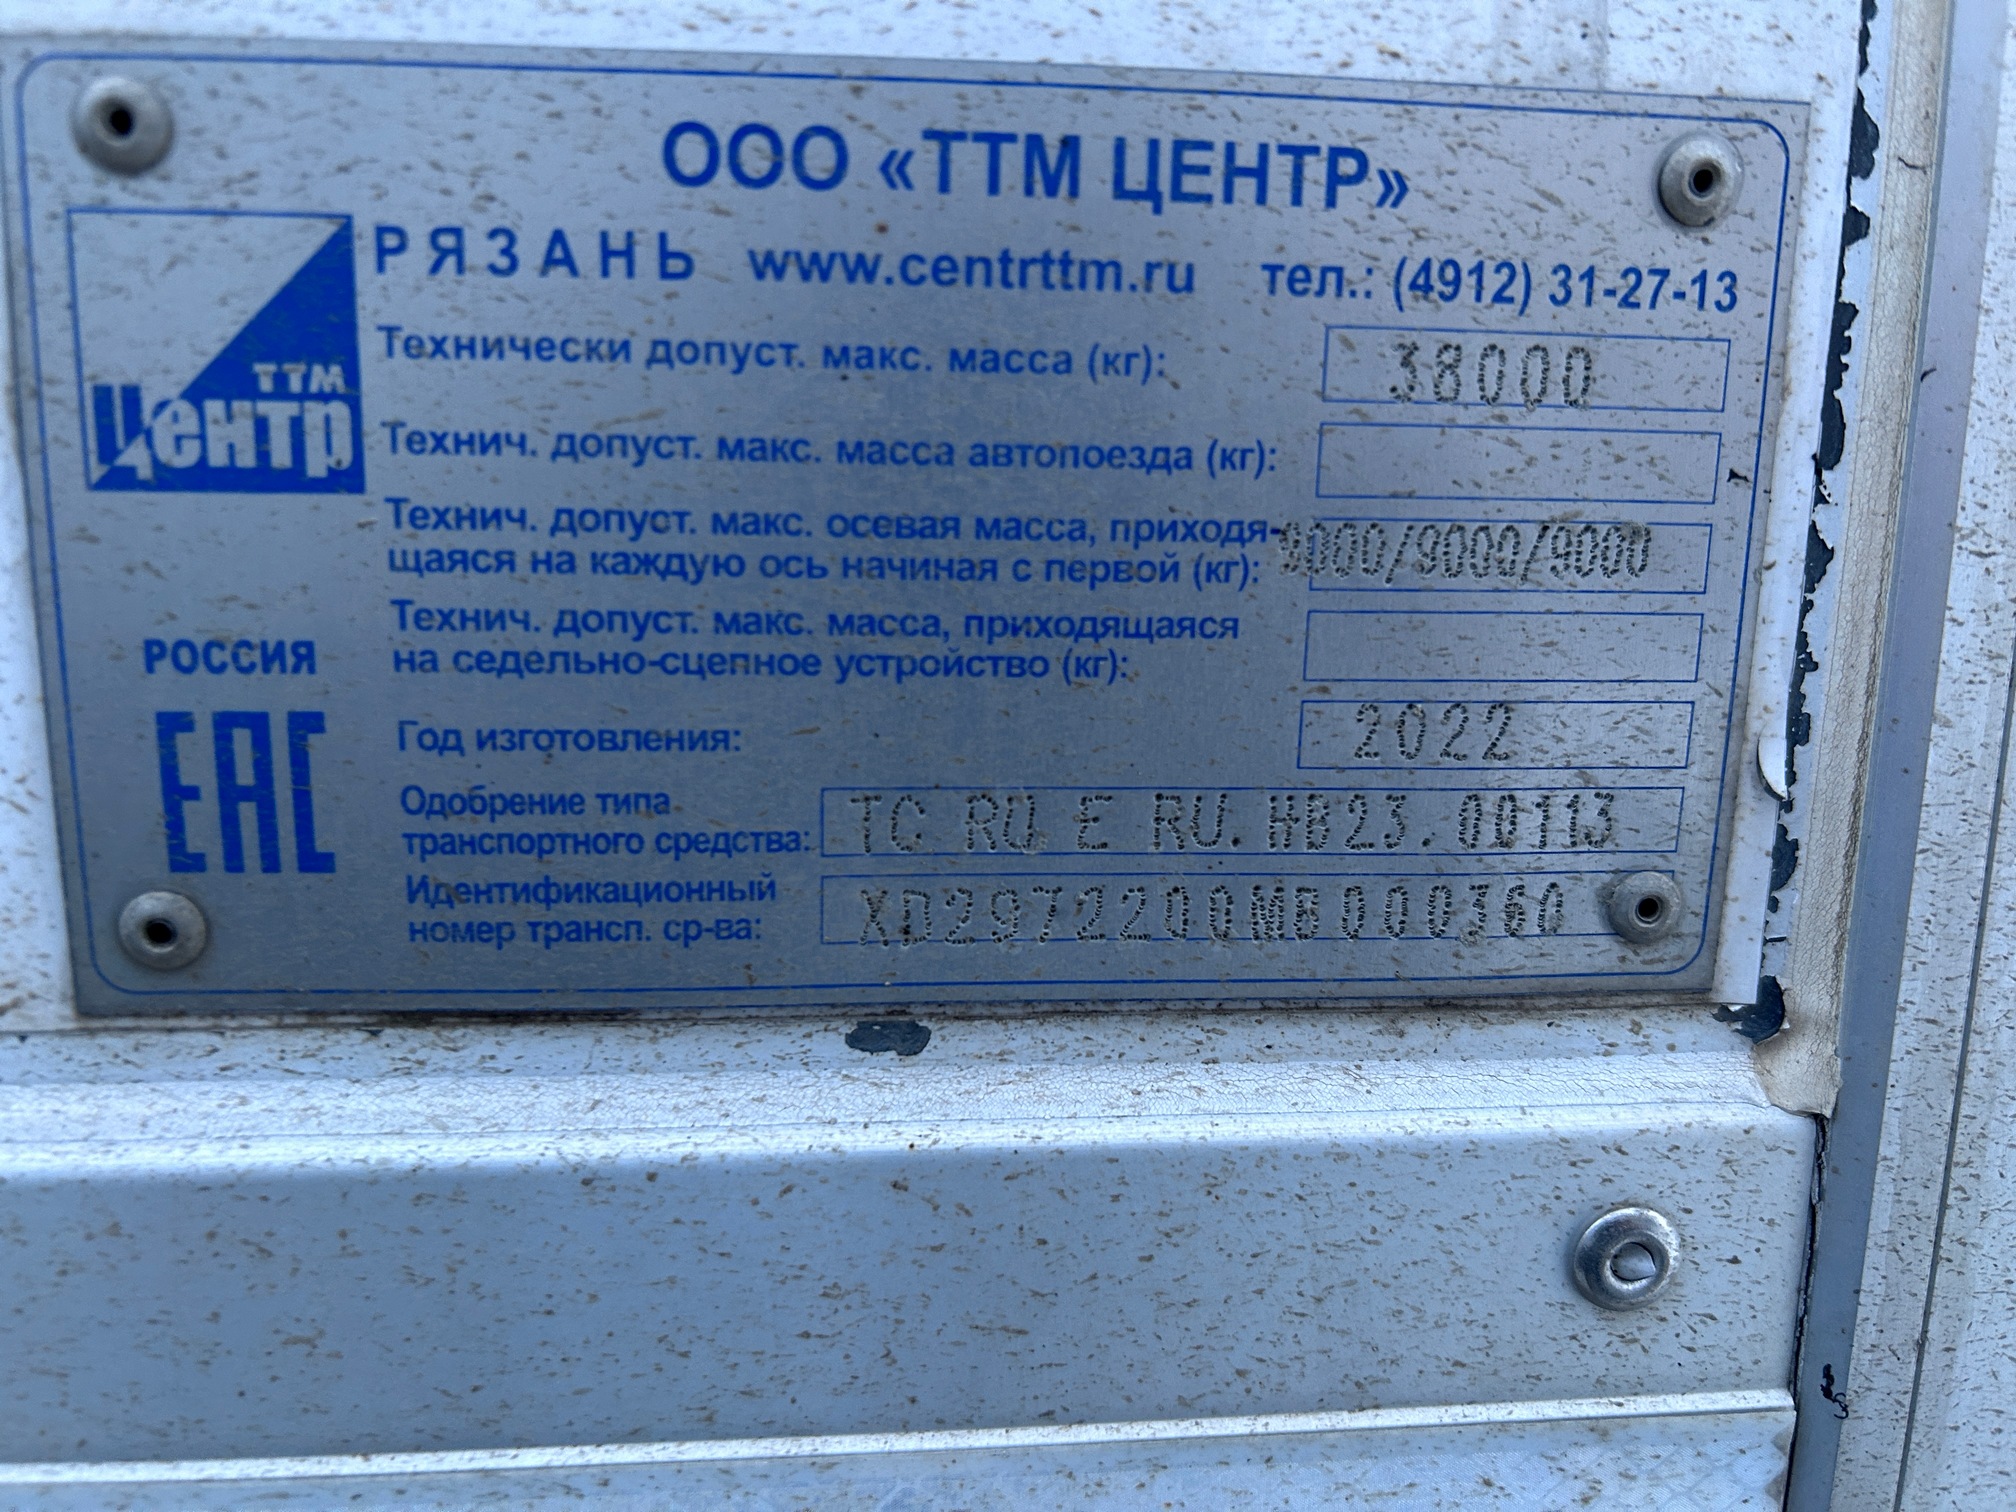 ООО «ТТМ ЦЕНТР»
РЯЗАНЬ www.centrttm.ru тел.: (4912) 31-27-13
ТТМ
Центр
Технически допуст. макс. масса (кг): 38000
Технич. допуст. макс. масса автопоезда (кг):
Технич. допуст. макс. осевая масса, приходя-
щаяся на каждую ось начиная с первой (кг): 9000/9000/9000
Технич. допуст. макс. масса, приходящаяся
на седельно-сцепное устройство (кг):
РОССИЯ
ЕАС
Год изготовления: 2022
Одобрение типа
транспортного средства: TC RU E RU.
Идентификационный
номер трансп. ср-ва: